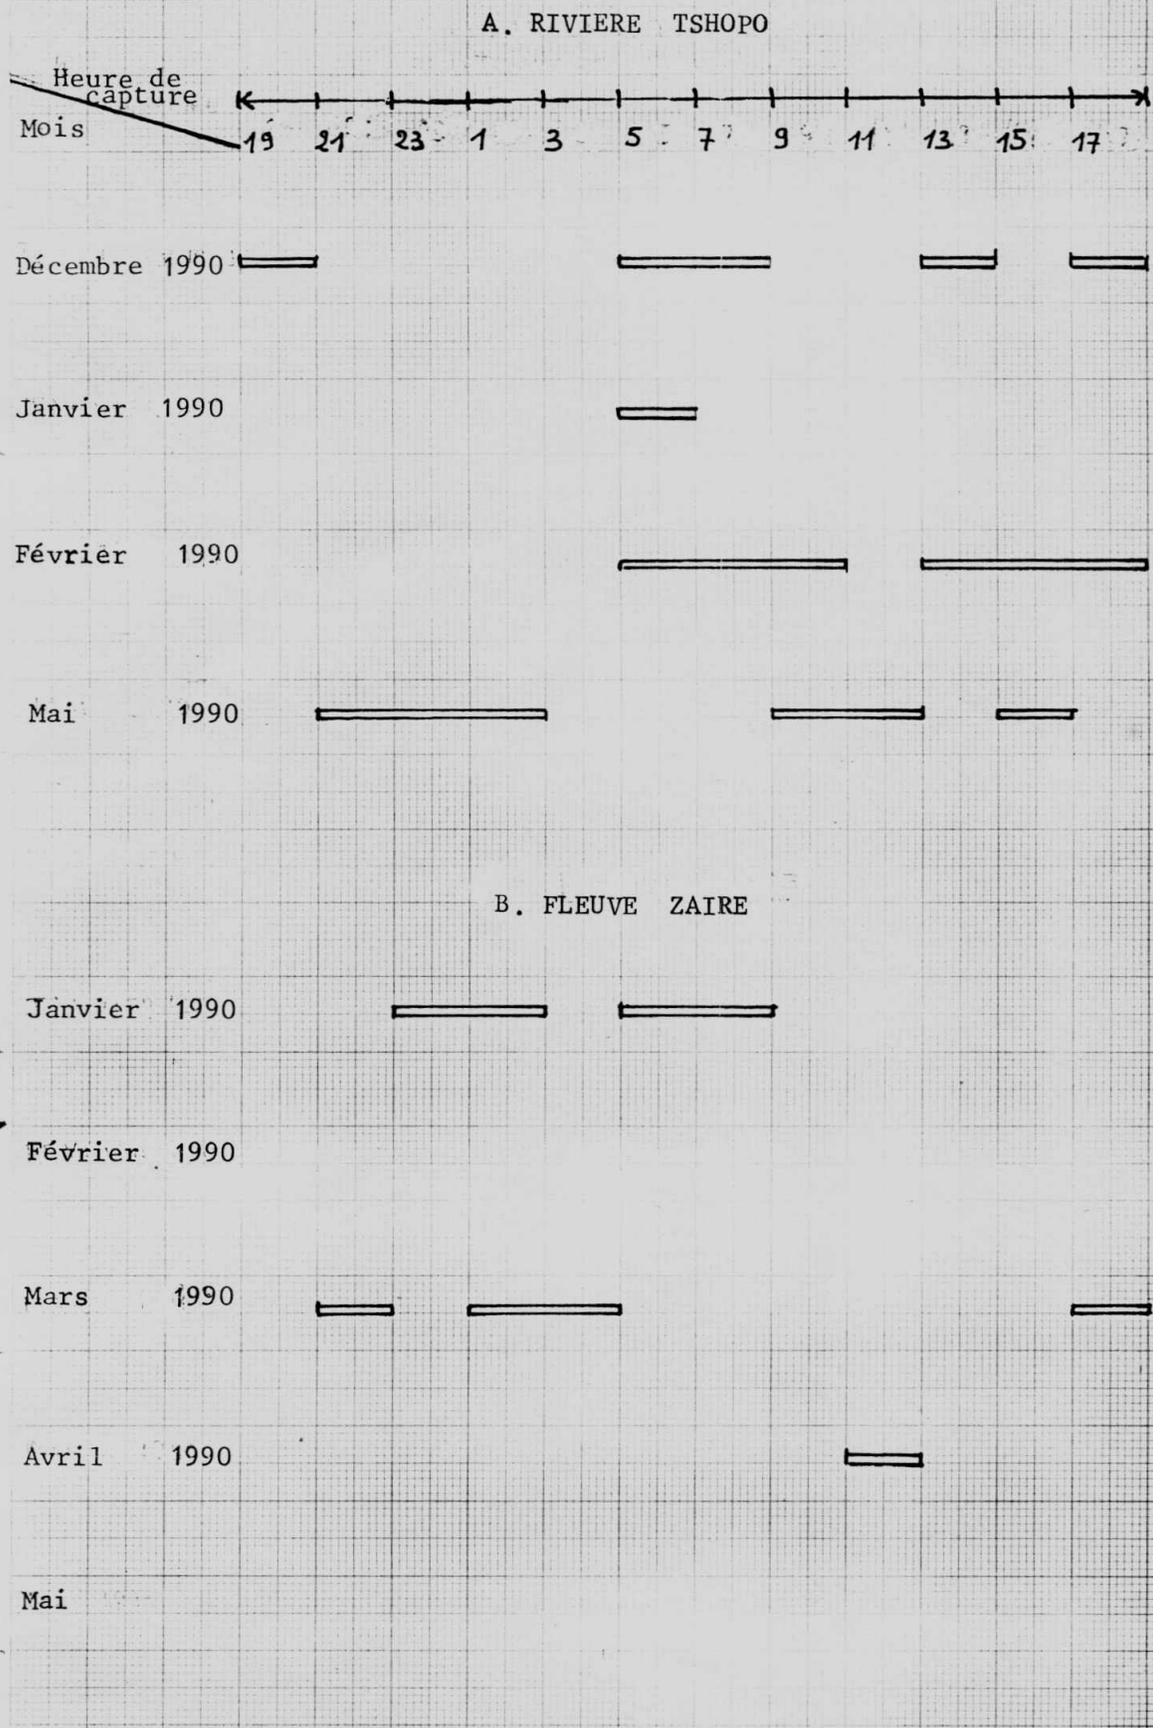 A. RIVIERE TSHOPO
Heure de
capture
Mois
19 21 23 1 3 5 7 9 11 13 15 17
Décembre 1990
Janvier 1990
Février 1990
Mai 1990
B. FLEUVE ZAIRE
Janvier 1990
Février 1990
Mars 1990
Avril 1990
Mai